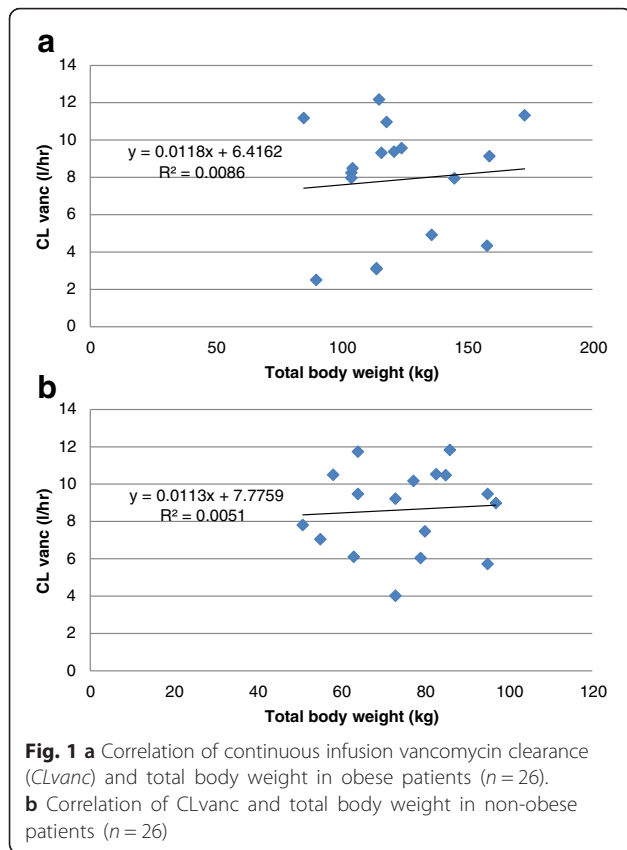 a
14
12
10
8
6
4
2
0
CL vanc (l/hr)
y = 0.0118x + 6.4162
R² = 0.0086
0 50 100 150 200
Total body weight (kg)
b
14
12
10
8
6
4
2
0
CL vanc (l/hr)
y = 0.0113x + 7.7759
R² = 0.0051
0 20 40 60 80 100 120
Total body weight (kg)
Fig. 1 a Correlation of continuous infusion vancomycin clearance
(CLvanc) and total body weight in obese patients (n = 26).
b Correlation of CLvanc and total body weight in non-obese
patients (n = 26)